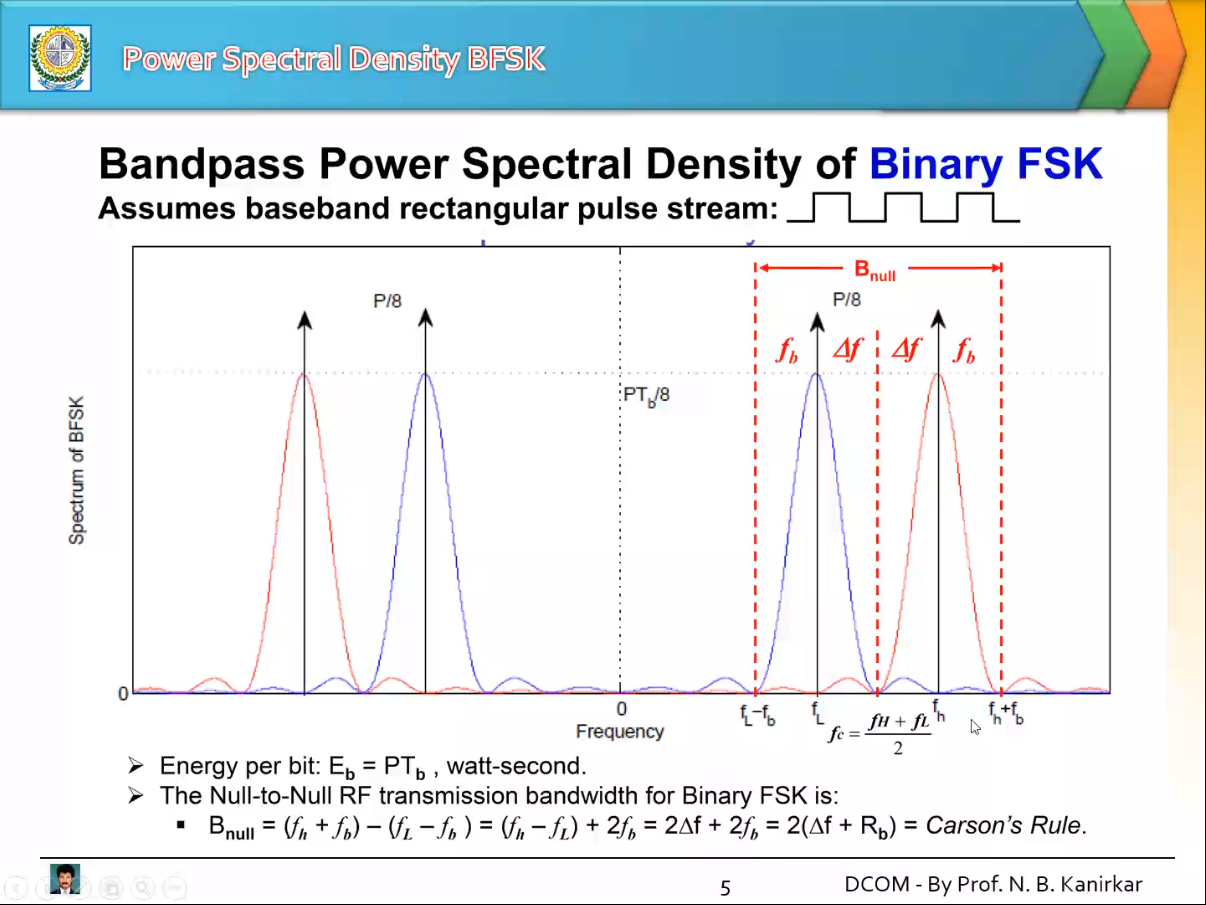 Power Spectral Density BFSK
Bandpass Power Spectral Density of Binary FSK
Assumes baseband rectangular pulse stream:
Bnull
P/8
P/8
fb Δf Δf fb
PTb/8
Spectrum of BFSK
0
0
fL−fb
fL
fh
fh+fb
Frequency
fc = fH + fL / 2
➢ Energy per bit: Eb = PTb , watt-second.
➢ The Null-to-Null RF transmission bandwidth for Binary FSK is:
▪ Bnull = (fh + fb) – (fL – fb ) = (fh – fL) + 2fb = 2Δf + 2fb = 2(Δf + Rb) = Carson's Rule.
5
DCOM - By Prof. N. B. Kanirkar